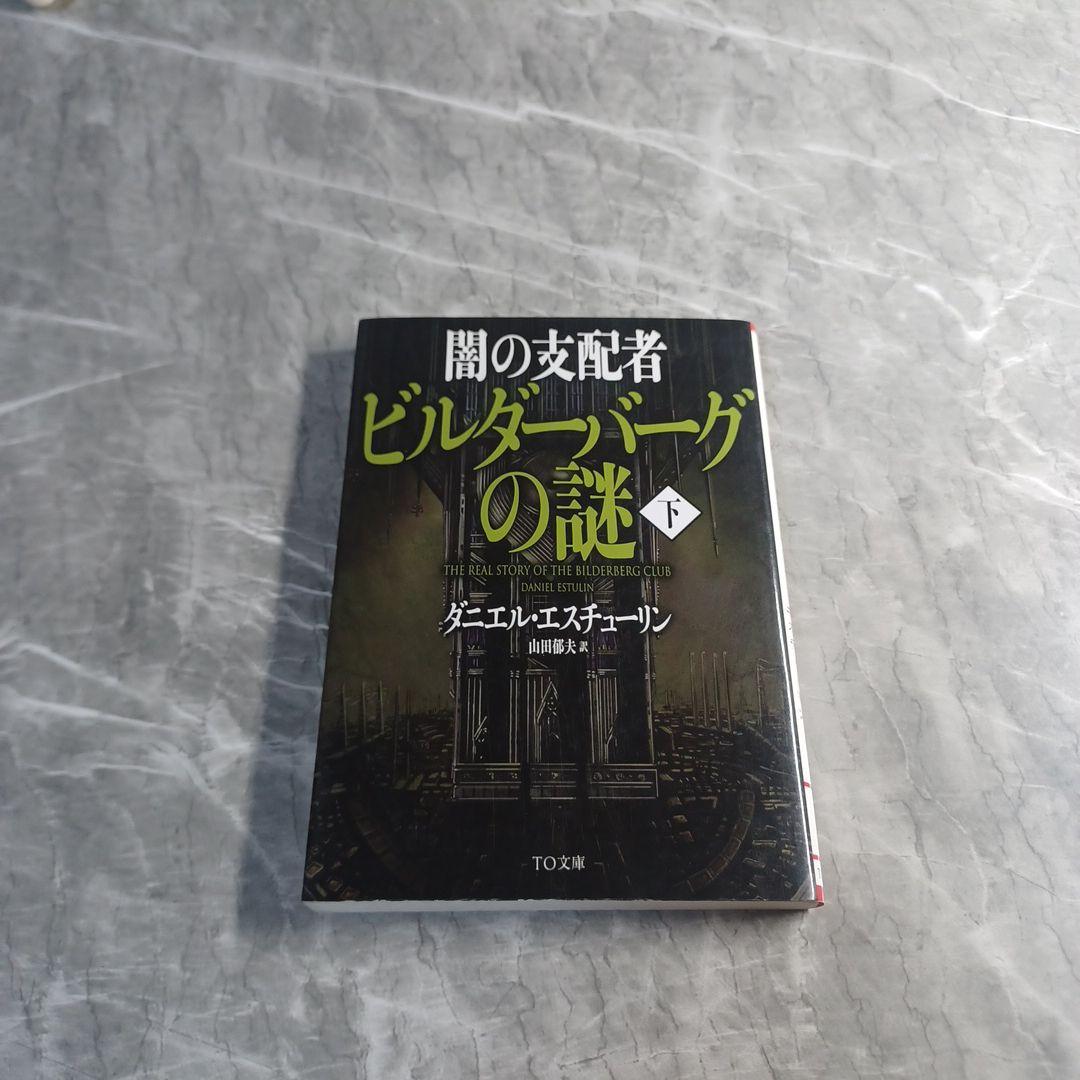 闇の支配者
ビルダーバーグ
の謎 下
THE REAL STORY OF THE BILDERBERG CLUB
DANIEL ESTULIN
ダニエル・エスチューリン
山田郁夫 訳
TO文庫